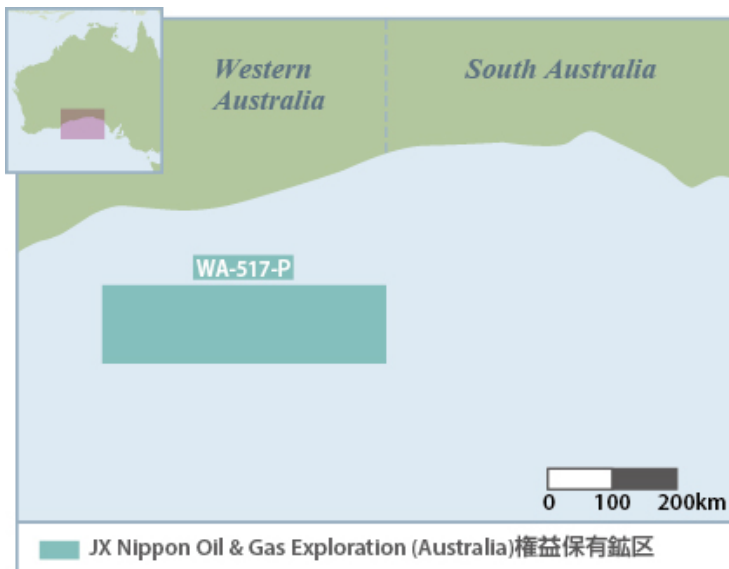 Western
Australia
South Australia
WA-517-P
0 100 200km
JX Nippon Oil & Gas Exploration (Australia)権益保有鉱区